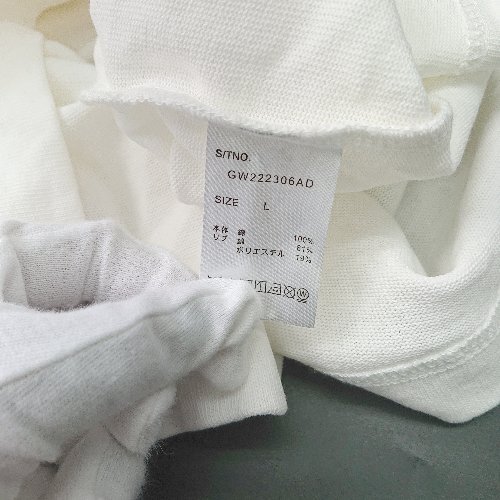 S/TNO.
GW222306AD
SIZE L
本体 綿 100%
リブ 綿 81%
ポリエステル 19%